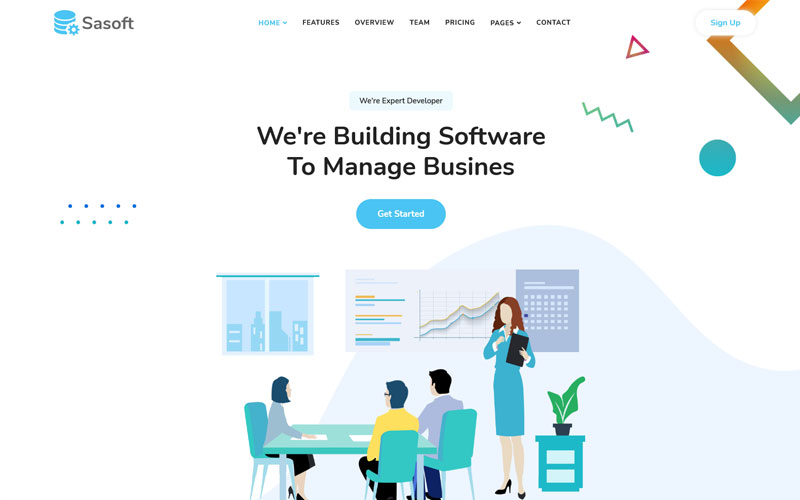 Sasoft
HOME FEATURES OVERVIEW TEAM PRICING PAGES CONTACT
Sign Up
We're Expert Developer
We're Building Software
To Manage Busines
Get Started